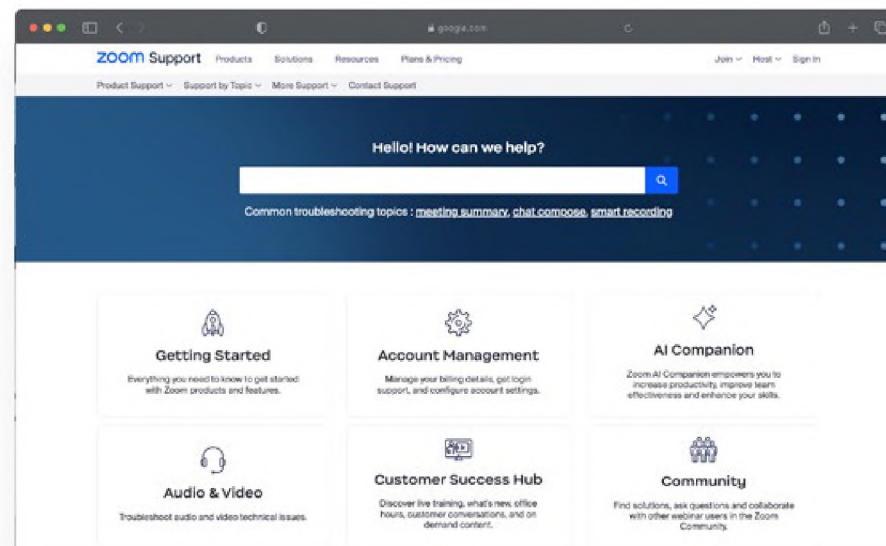 google.com
zoom Support Products Solutions Resources Plans & Pricing Join Host Sign In
Product Support Support by Topic More Support Contact Support
Hello! How can we help?
Common troubleshooting topics : meeting summary, chat compose, smart recording
Getting Started
Everything you need to know to get started
with Zoom products and features.
Account Management
Manage your billing details, get login
support, and configure account settings.
AI Companion
Zoom AI Companion empowers you to
increase productivity, improve team
effectiveness and enhance your skills.
Audio & Video
Troubleshoot audio and video technical issues.
Customer Success Hub
Discover live training, what's new, office
hours, customer conversations, and on
demand content.
Community
Find solutions, ask questions and collaborate
with other webinar users in the Zoom
Community.